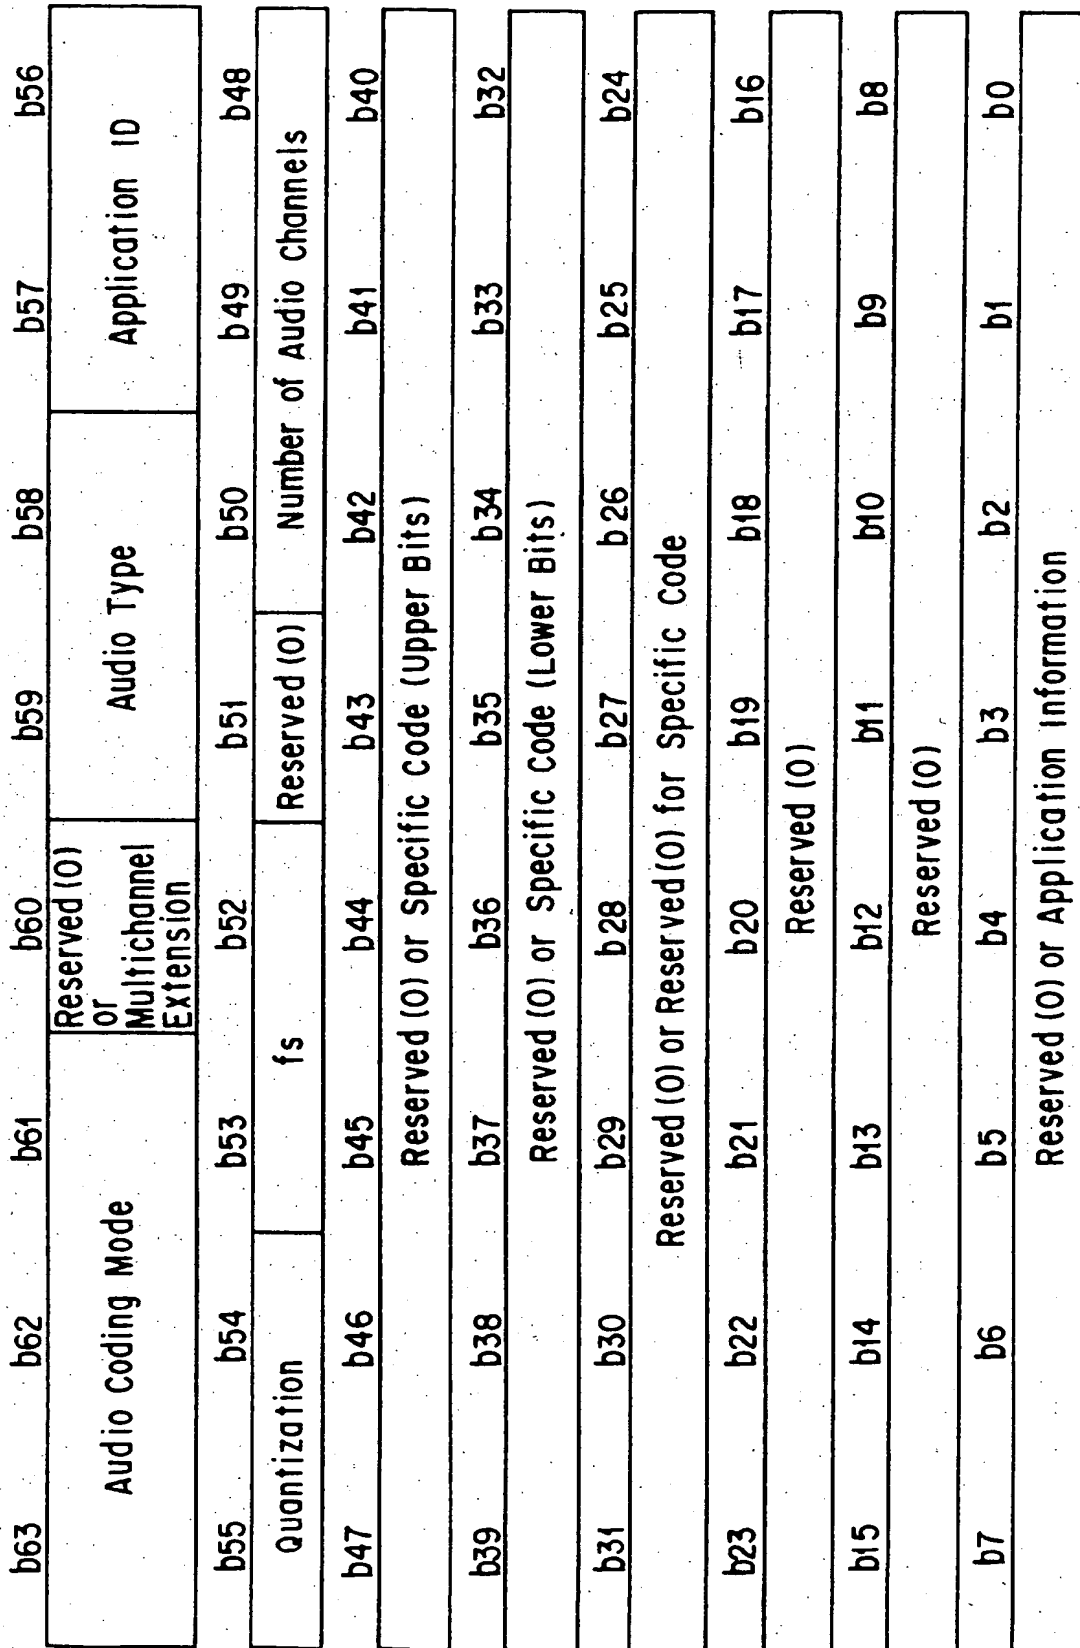 b63 b62 b61 b60 b59 b58 b57 b56
Audio Coding Mode
Reserved (0)
or
Multichannel
Extension
Audio Type
Application ID
b55 b54 b53 b52 b51 b50 b49 b48
Quantization
fs
Reserved (0)
Number of Audio Channels
b47 b46 b45 b44 b43 b42 b41 b40
Reserved (0) or Specific Code (Upper Bits)
b39 b38 b37 b36 b35 b34 b33 b32
Reserved (0) or Specific Code (Lower Bits)
b31 b30 b29 b28 b27 b26 b25 b24
Reserved (0) or Reserved (0) for Specific Code
b23 b22 b21 b20 b19 b18 b17 b16
Reserved (0)
b15 b14 b13 b12 b11 b10 b9 b8
Reserved (0)
b7 b6 b5 b4 b3 b2 b1 b0
Reserved (0) or Application Information